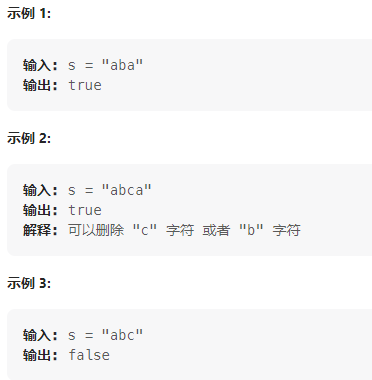 示例 1:
输入: s = "aba"
输出: true
示例 2:
输入: s = "abca"
输出: true
解释: 可以删除 "c" 字符 或者 "b" 字符
示例 3:
输入: s = "abc"
输出: false